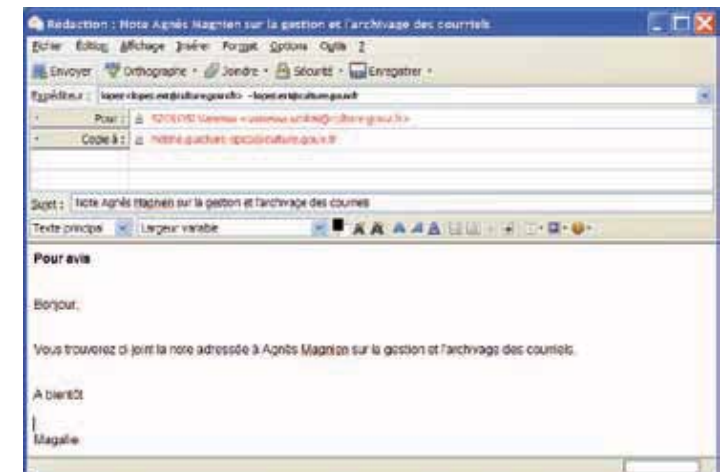 Rédaction : Note Agnès Magnien sur la gestion et l'archivage des courriels
Fichier Édition Affichage Insérer Format Options Outils ?
Envoyer Orthographe Joindre Sécurité Enregistrer
Expéditeur :
Pour :
Copie à :
Sujet : Note Agnès Magnien sur la gestion et l'archivage des courriels
Texte principal Largeur variable
Pour avis
Bonjour,
Vous trouverez ci-joint la note adressée à Agnès Magnien sur la gestion et l'archivage des courriels.
A bientôt
Magalie